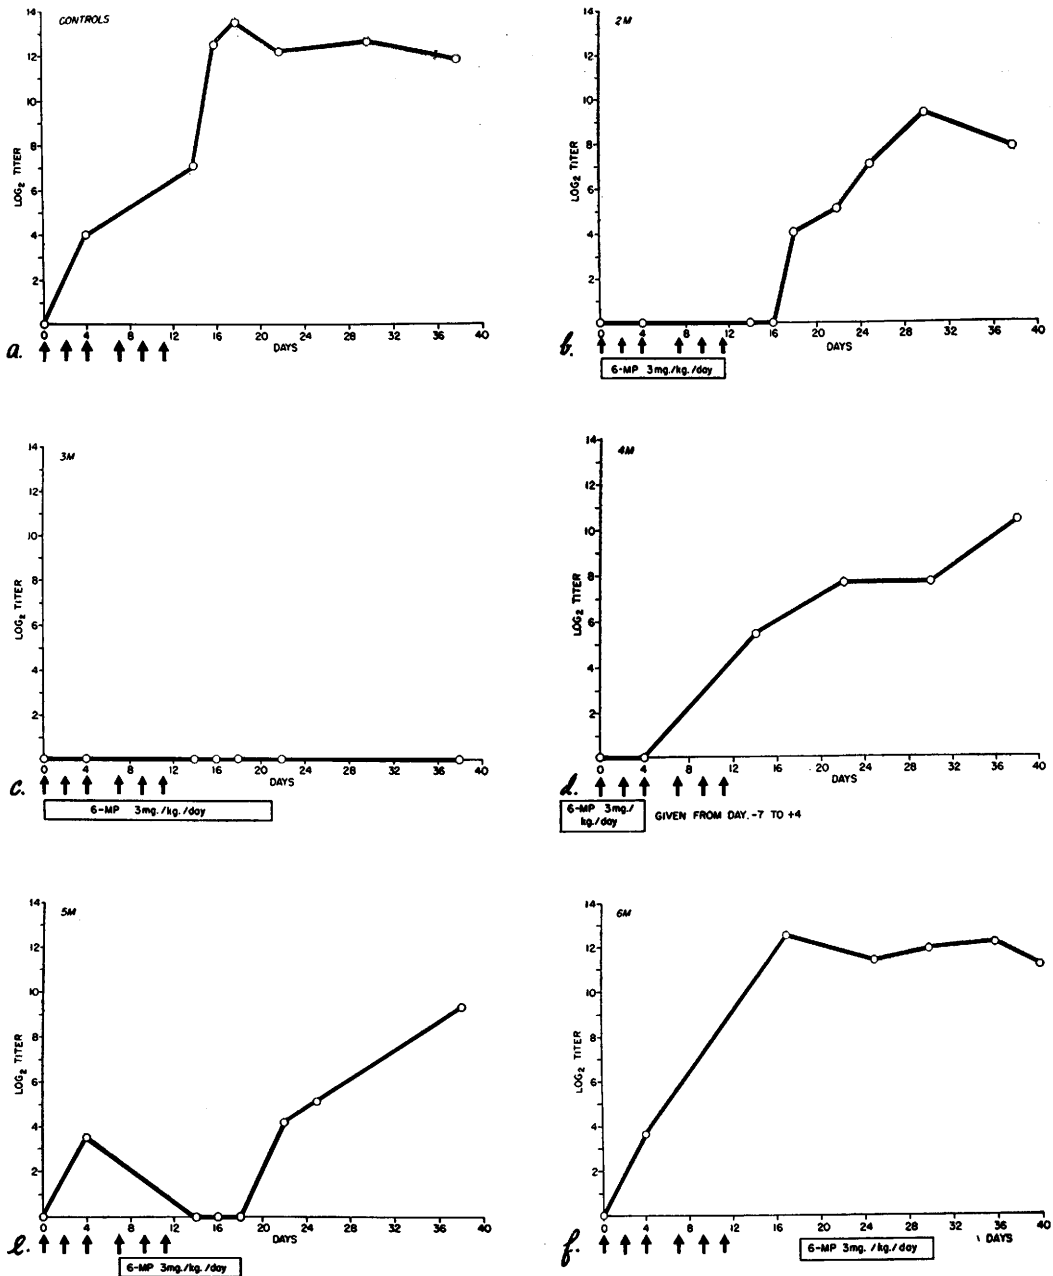 CONTROLS
LOG₂ TITER
14
12
10
8
6
4
2
0 4 8 12 16 20 24 28 32 36 40
DAYS
a.
2M
LOG₂ TITER
14
12
10
8
6
4
2
0 4 8 12 16 20 24 28 32 36 40
DAYS
b.
6-MP 3mg./kg./day
3M
LOG₂ TITER
14
12
10
8
6
4
2
0 4 8 12 16 20 24 28 32 36 40
DAYS
c.
6-MP 3mg./kg./day
4M
LOG₂ TITER
14
12
10
8
6
4
2
0 4 8 12 16 20 24 28 32 36 40
DAYS
d.
6-MP 3mg./
kg./day
GIVEN FROM DAY. -7 TO +4
5M
LOG₂ TITER
14
12
10
8
6
4
2
0 4 8 12 16 20 24 28 32 36 40
DAYS
e.
6-MP 3mg./kg./day
6M
LOG₂ TITER
14
12
10
8
6
4
2
0 4 8 12 16 20 24 28 32 36 40
DAYS
f.
6-MP 3mg./kg./day